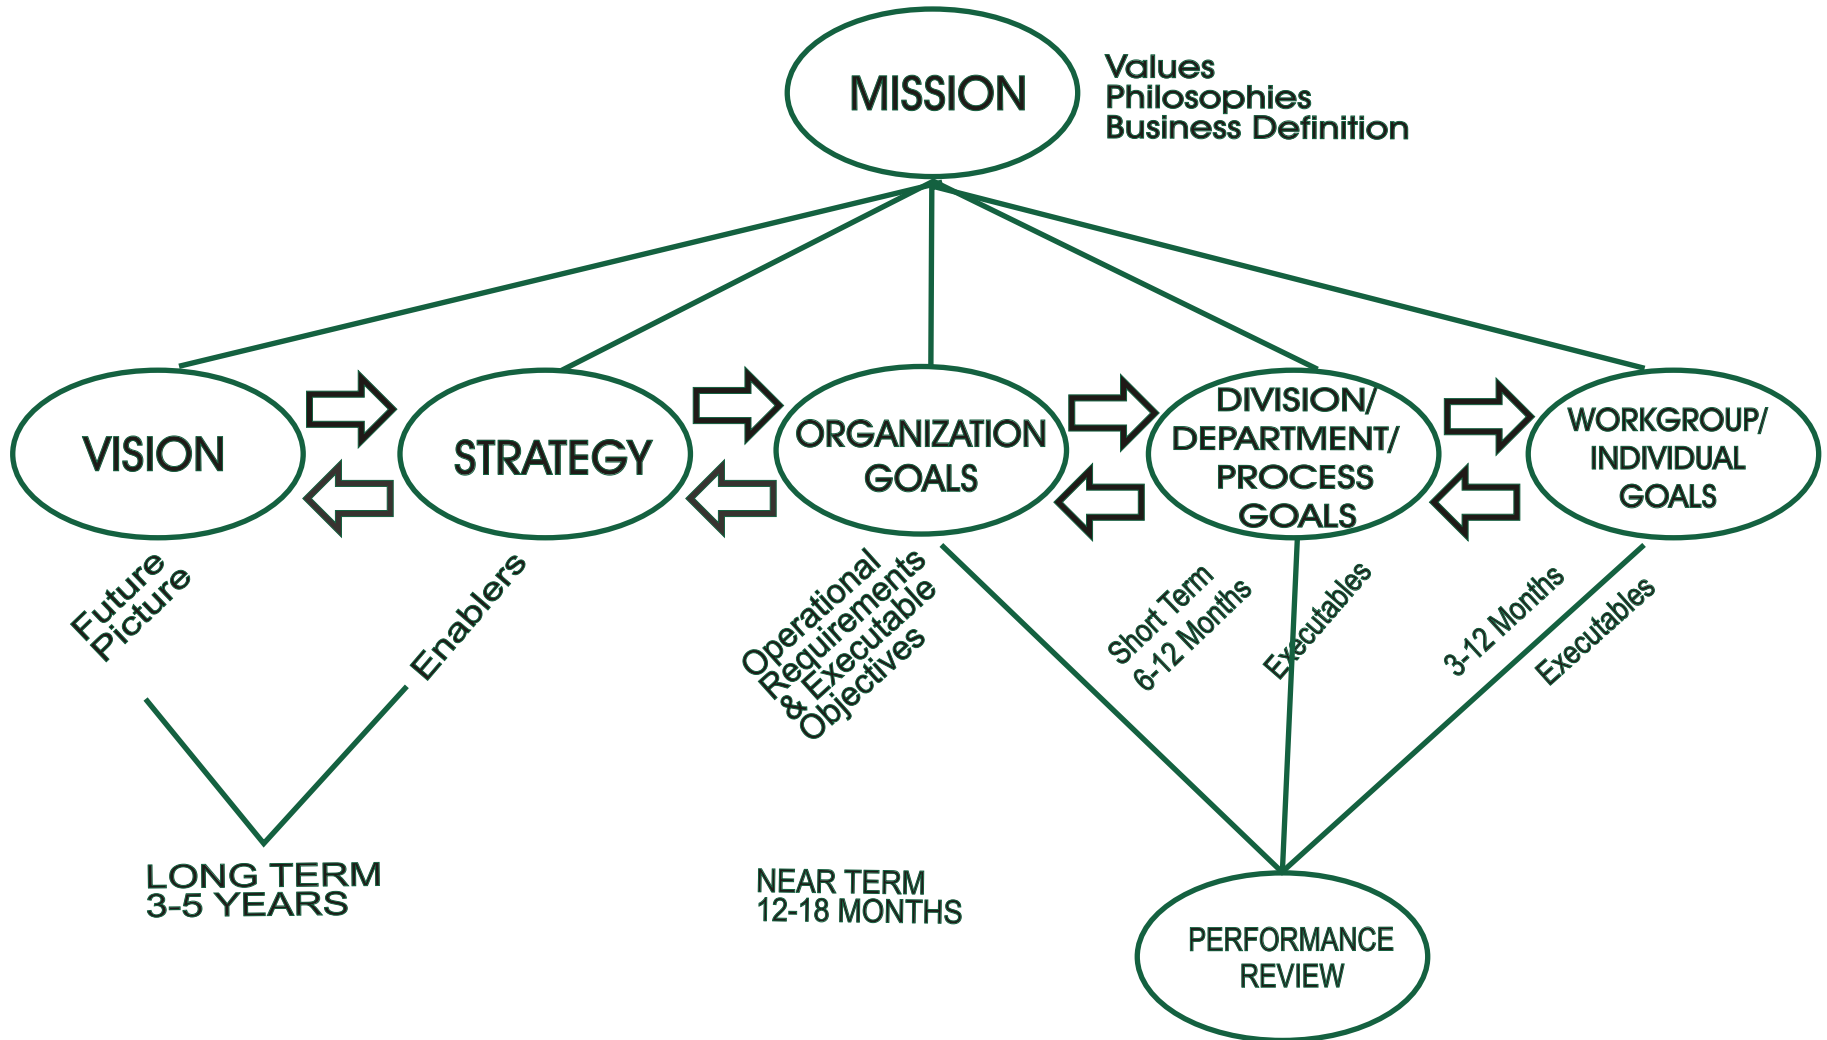 MISSION
Values
Philosophies
Business Definition
VISION
STRATEGY
ORGANIZATION
GOALS
DIVISION/
DEPARTMENT/
PROCESS
GOALS
WORKGROUP/
INDIVIDUAL
GOALS
Future
Picture
Enablers
Operational
Requirements
& Executable
Objectives
Short Term
6-12 Months
Executables
3-12 Months
Executables
LONG TERM
3-5 YEARS
NEAR TERM
12-18 MONTHS
PERFORMANCE
REVIEW